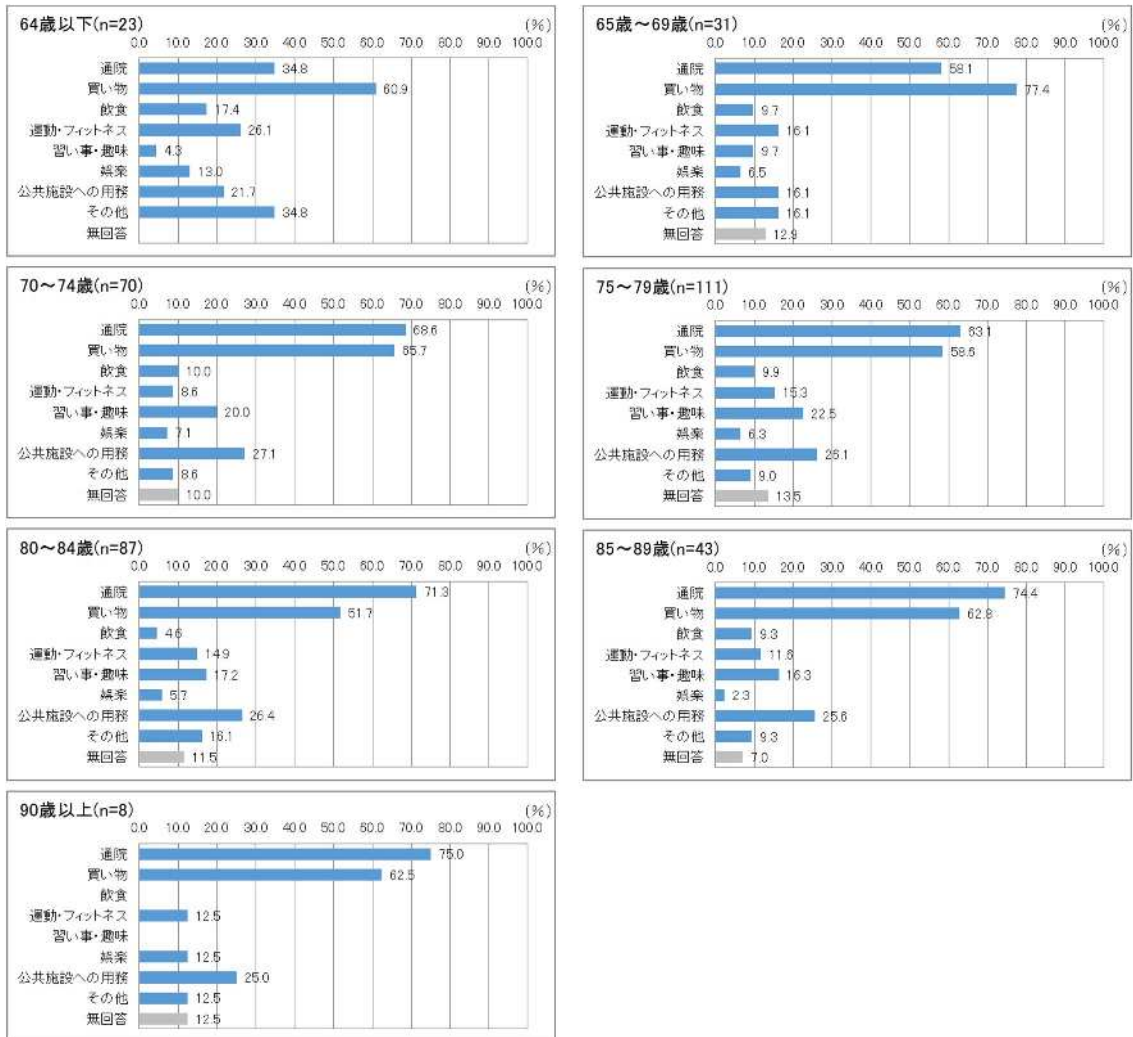 64歳以下(n=23) (%)
0.0 10.0 20.0 30.0 40.0 50.0 60.0 70.0 80.0 90.0 100.0
通院 34.8
買い物 60.9
飲食 17.4
運動・フィットネス 26.1
習い事・趣味 4.3
娯楽 13.0
公共施設への用務 21.7
その他 34.8
無回答
65歳～69歳(n=31) (%)
0.0 10.0 20.0 30.0 40.0 50.0 60.0 70.0 80.0 90.0 100.0
通院 58.1
買い物 77.4
飲食 9.7
運動・フィットネス 16.1
習い事・趣味 9.7
娯楽 6.5
公共施設への用務 16.1
その他 16.1
無回答 12.9
70～74歳(n=70) (%)
0.0 10.0 20.0 30.0 40.0 50.0 60.0 70.0 80.0 90.0 100.0
通院 68.6
買い物 65.7
飲食 10.0
運動・フィットネス 8.6
習い事・趣味 20.0
娯楽 7.1
公共施設への用務 27.1
その他 8.6
無回答 10.0
75～79歳(n=111) (%)
0.0 10.0 20.0 30.0 40.0 50.0 60.0 70.0 80.0 90.0 100.0
通院 63.1
買い物 58.6
飲食 9.9
運動・フィットネス 15.3
習い事・趣味 22.5
娯楽 6.3
公共施設への用務 26.1
その他 9.0
無回答 13.5
80～84歳(n=87) (%)
0.0 10.0 20.0 30.0 40.0 50.0 60.0 70.0 80.0 90.0 100.0
通院 71.3
買い物 51.7
飲食 4.6
運動・フィットネス 14.9
習い事・趣味 17.2
娯楽 5.7
公共施設への用務 26.4
その他 16.1
無回答 11.5
85～89歳(n=43) (%)
0.0 10.0 20.0 30.0 40.0 50.0 60.0 70.0 80.0 90.0 100.0
通院 74.4
買い物 62.8
飲食 9.3
運動・フィットネス 11.6
習い事・趣味 16.3
娯楽 2.3
公共施設への用務 25.6
その他 9.3
無回答 7.0
90歳以上(n=8) (%)
0.0 10.0 20.0 30.0 40.0 50.0 60.0 70.0 80.0 90.0 100.0
通院 75.0
買い物 62.5
飲食
運動・フィットネス 12.5
習い事・趣味
娯楽 12.5
公共施設への用務 25.0
その他 12.5
無回答 12.5